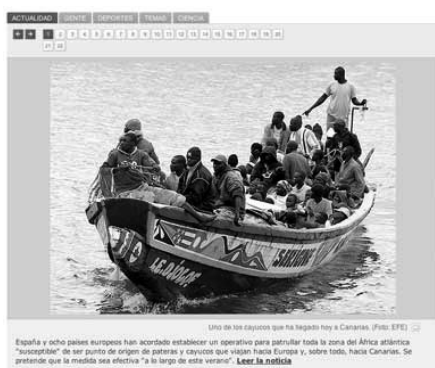 ACTUALIDAD GENTE DEPORTES TEMAS CIENCIA
1 2 3 4 5 6 7 8 9 10 11 12 13 14 15 16 17 18 19 20
21 22
Uno de los cayucos que ha llegado hoy a Canarias. (Foto: EFE)
España y ocho países europeos han acordado establecer un operativo para patrullar toda la zona del África atlántica
"susceptible" de ser punto de origen de pateras y cayucos que viajan hacia Europa y, sobre todo, hacia Canarias. Se
pretende que la medida sea efectiva "a lo largo de este verano". Leer la noticia